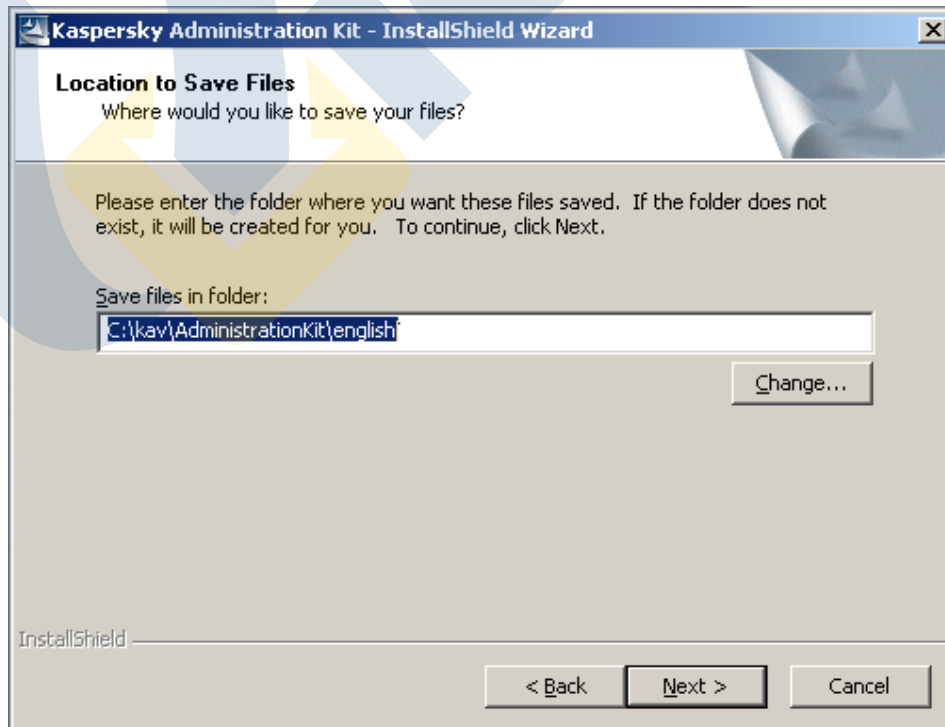 Kaspersky Administration Kit - InstallShield Wizard
Location to Save Files
Where would you like to save your files?
Please enter the folder where you want these files saved. If the folder does not
exist, it will be created for you. To continue, click Next.
Save files in folder:
C:\kav\AdministrationKit\english
Change...
InstallShield
< Back
Next >
Cancel